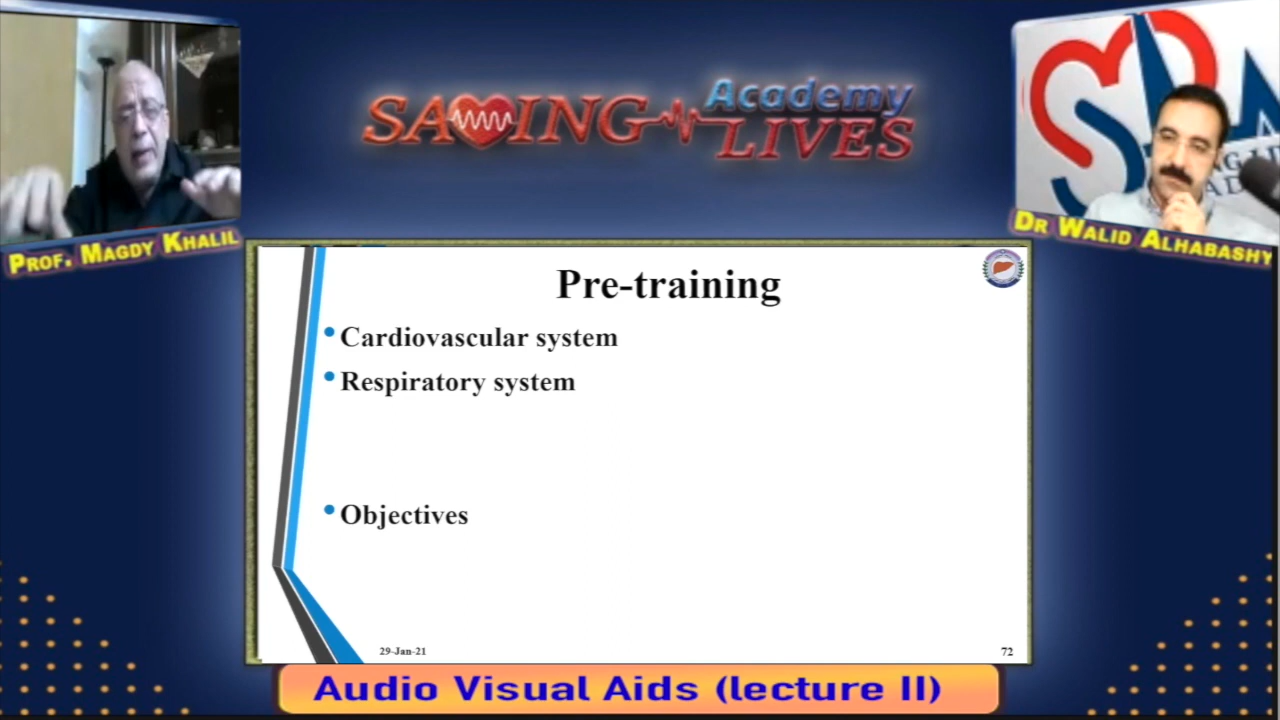 SAVING Academy LIVES
PROF. MAGDY KHALIL
DR WALID ALHABASHY
Pre-training
Cardiovascular system
Respiratory system
Objectives
29-Jan-21
72
Audio Visual Aids (lecture II)